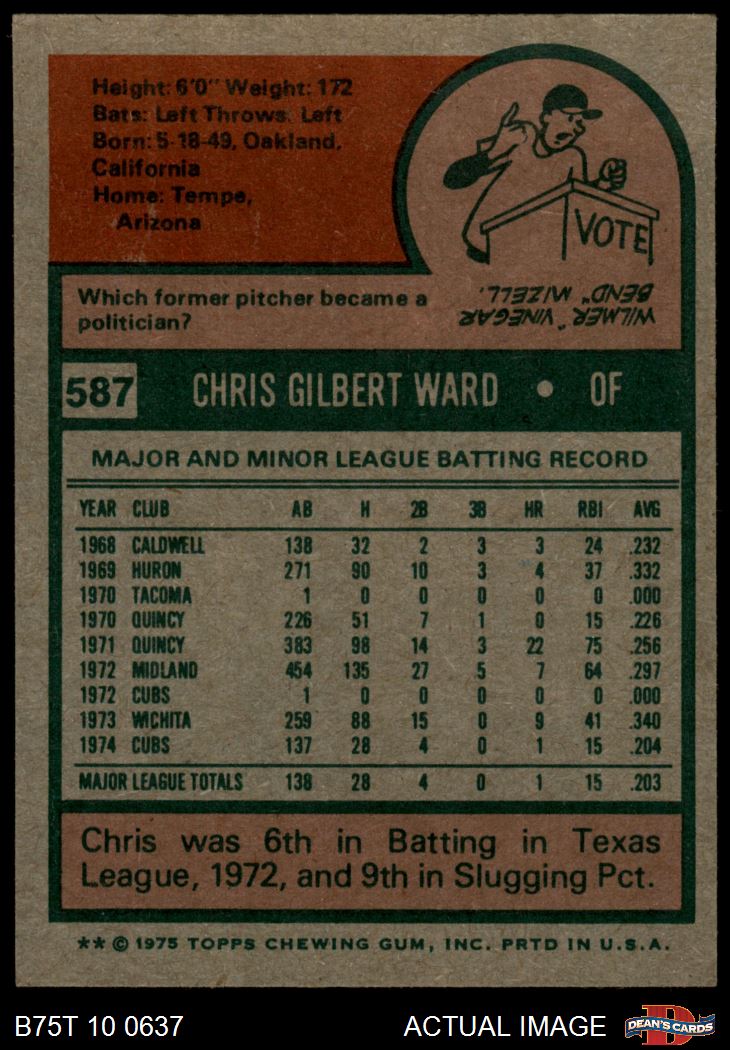 Height: 6'0" Weight: 172
Bats: Left Throws: Left
Born: 5-18-49, Oakland,
California
Home: Tempe,
Arizona
VOTE
Which former pitcher became a
politician?
WILMER "VINEGAR
BEND" MIZELL.
587 CHRIS GILBERT WARD • OF
MAJOR AND MINOR LEAGUE BATTING RECORD
YEAR CLUB AB H 2B 3B HR RBI AVG
1968 CALDWELL 138 32 2 3 3 24 .232
1969 HURON 271 90 10 3 4 37 .332
1970 TACOMA 1 0 0 0 0 0 .000
1970 QUINCY 226 51 7 1 0 15 .226
1971 QUINCY 383 98 14 3 22 75 .256
1972 MIDLAND 454 135 27 5 7 64 .297
1972 CUBS 1 0 0 0 0 0 .000
1973 WICHITA 259 88 15 0 9 41 .340
1974 CUBS 137 28 4 0 1 15 .204
MAJOR LEAGUE TOTALS 138 28 4 0 1 15 .203
Chris was 6th in Batting in Texas
League, 1972, and 9th in Slugging Pct.
** © 1975 TOPPS CHEWING GUM, INC. PRTD IN U.S.A.
B75T 10 0637 ACTUAL IMAGE
D
DEAN'S CARDS